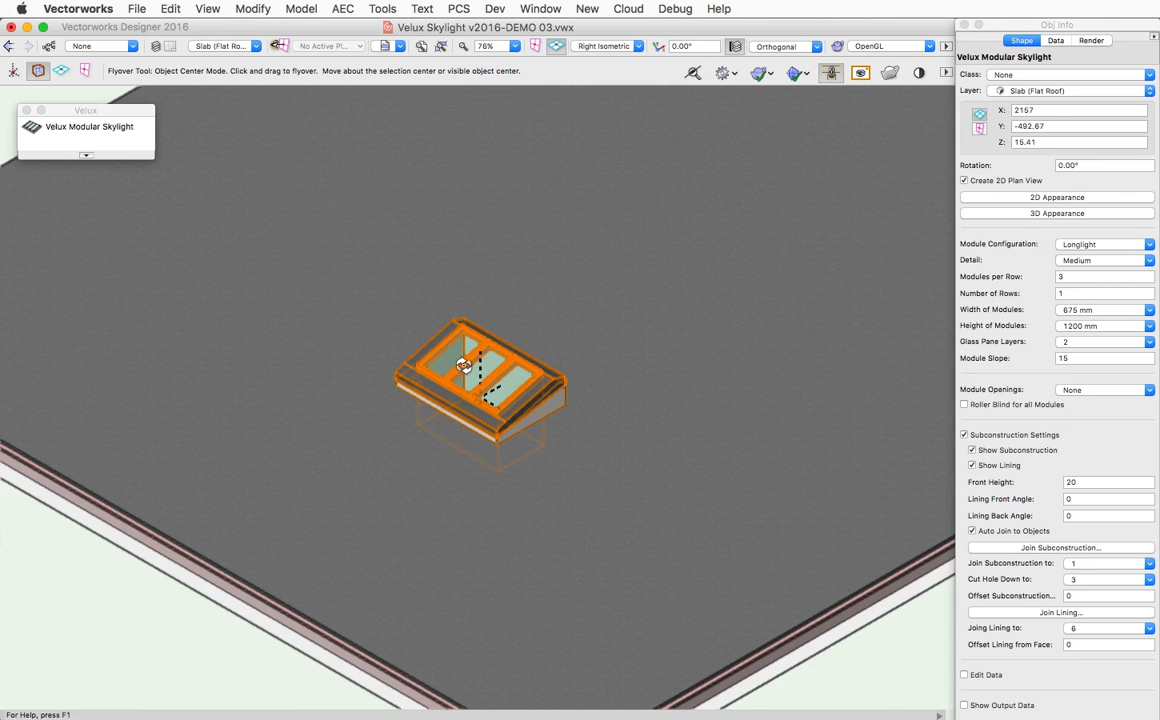 Vectorworks File Edit View Modify Model AEC Tools Text PCS Dev Window New Cloud Debug Help
Vectorworks Designer 2016
Velux Skylight v2016-DEMO 03.vwx
None
Slab (Flat Ro...
No Active Pl...
76%
Right Isometric
0.00°
Orthogonal
OpenGL
Flyover Tool: Object Center Mode. Click and drag to flyover. Move about the selection center or visible object center.
Velux
Velux Modular Skylight
Obj Info
Shape Data Render
Velux Modular Skylight
Class: None
Layer: Slab (Flat Roof)
X: 2157
Y: -492.67
Z: 15.41
Rotation: 0.00°
Create 2D Plan View
2D Appearance
3D Appearance
Module Configuration: Longlight
Detail: Medium
Modules per Row: 3
Number of Rows: 1
Width of Modules: 675 mm
Height of Modules: 1200 mm
Glass Pane Layers: 2
Module Slope: 15
Module Openings: None
Roller Blind for all Modules
Subconstruction Settings
Show Subconstruction
Show Lining
Front Height: 20
Lining Front Angle: 0
Lining Back Angle: 0
Auto Join to Objects
Join Subconstruction...
Join Subconstruction to: 1
Cut Hole Down to: 3
Offset Subconstruction... 0
Join Lining...
Joing Lining to: 6
Offset Lining from Face: 0
Edit Data
Show Output Data
For Help, press F1